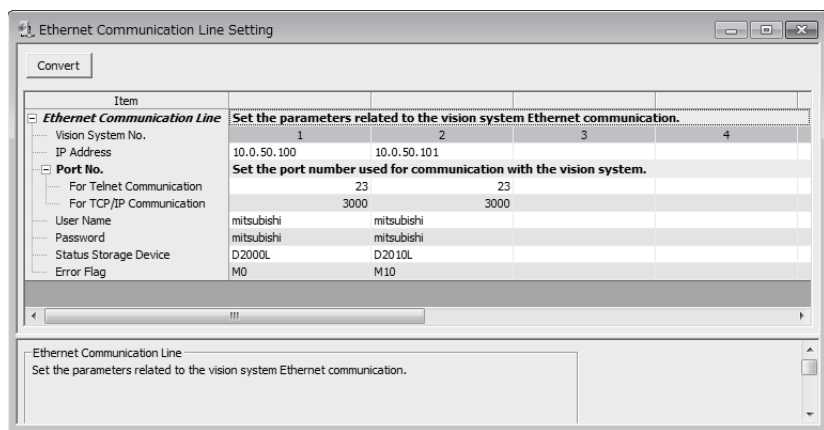 Ethernet Communication Line Setting
Convert
Item
Ethernet Communication Line Set the parameters related to the vision system Ethernet communication.
Vision System No. 1 2 3 4
IP Address 10.0.50.100 10.0.50.101
Port No. Set the port number used for communication with the vision system.
For Telnet Communication 23 23
For TCP/IP Communication 3000 3000
User Name mitsubishi mitsubishi
Password mitsubishi mitsubishi
Status Storage Device D2000L D2010L
Error Flag M0 M10
Ethernet Communication Line
Set the parameters related to the vision system Ethernet communication.